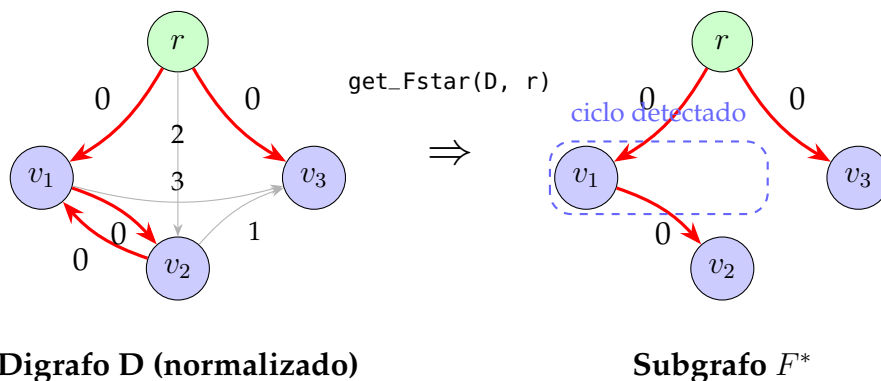 r
r
get_Fstar(D, r)
0
0
0
0
ciclo detectado
2
⇒
v1
3
v3
v1
v3
0
1
0
0
v2
v2
Digrafo D (normalizado)
Subgrafo F*